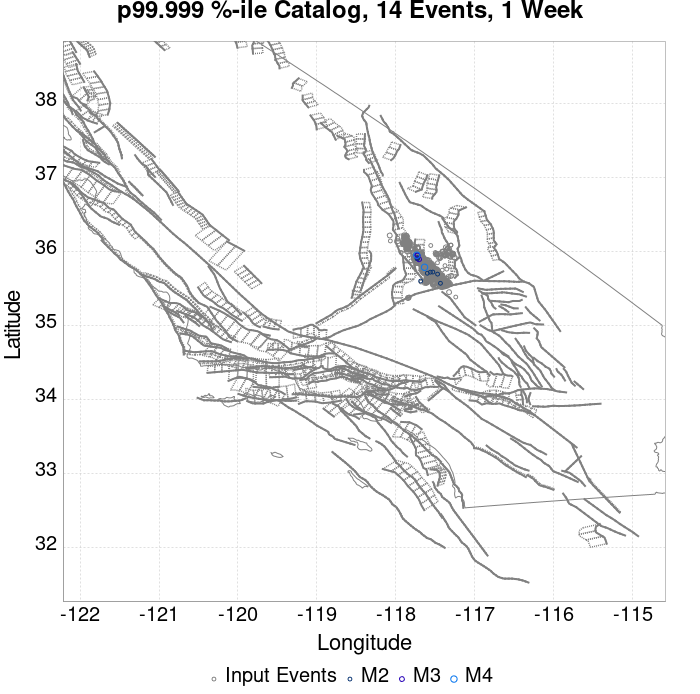 p99.999 %-ile Catalog, 14 Events, 1 Week
38
37
36
35
34
33
32
Latitude
-122 -121 -120 -119 -118 -117 -116 -115
Longitude
Input Events M2 M3 M4